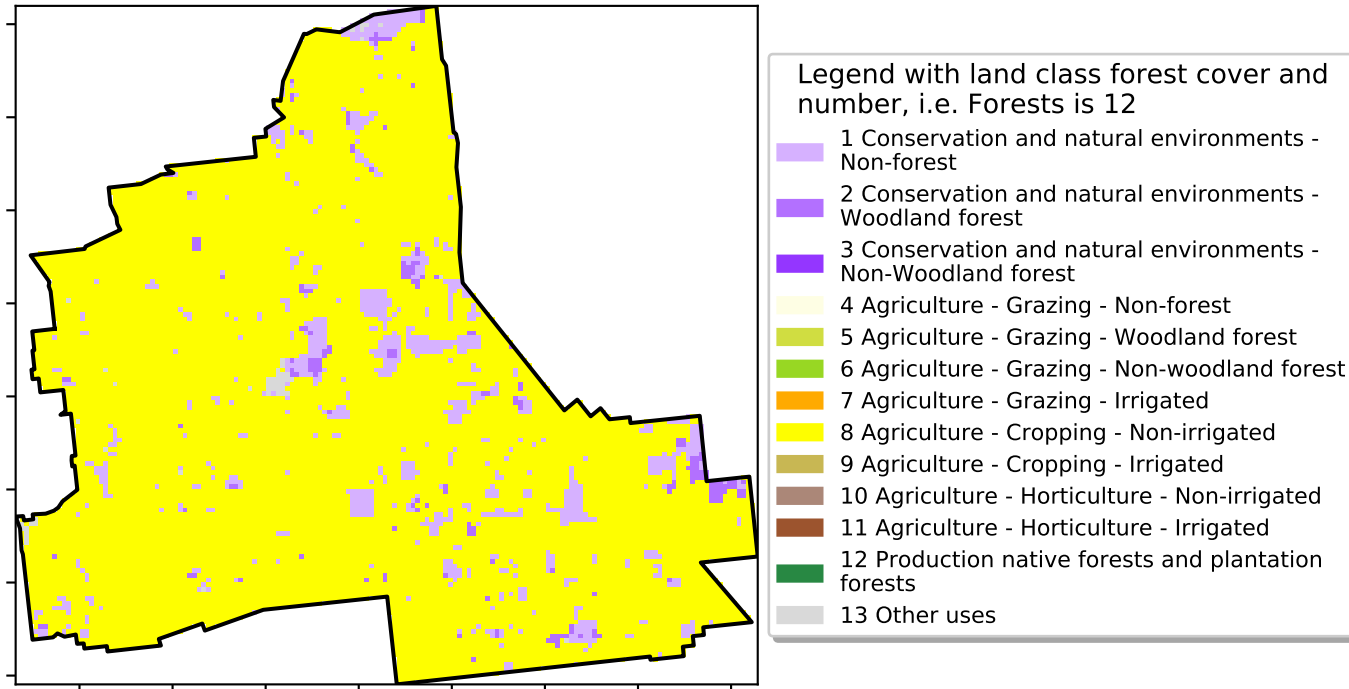 Legend with land class forest cover and
number, i.e. Forests is 12
1 Conservation and natural environments -
Non-forest
2 Conservation and natural environments -
Woodland forest
3 Conservation and natural environments -
Non-Woodland forest
4 Agriculture - Grazing - Non-forest
5 Agriculture - Grazing - Woodland forest
6 Agriculture - Grazing - Non-woodland forest
7 Agriculture - Grazing - Irrigated
8 Agriculture - Cropping - Non-irrigated
9 Agriculture - Cropping - Irrigated
10 Agriculture - Horticulture - Non-irrigated
11 Agriculture - Horticulture - Irrigated
12 Production native forests and plantation
forests
13 Other uses